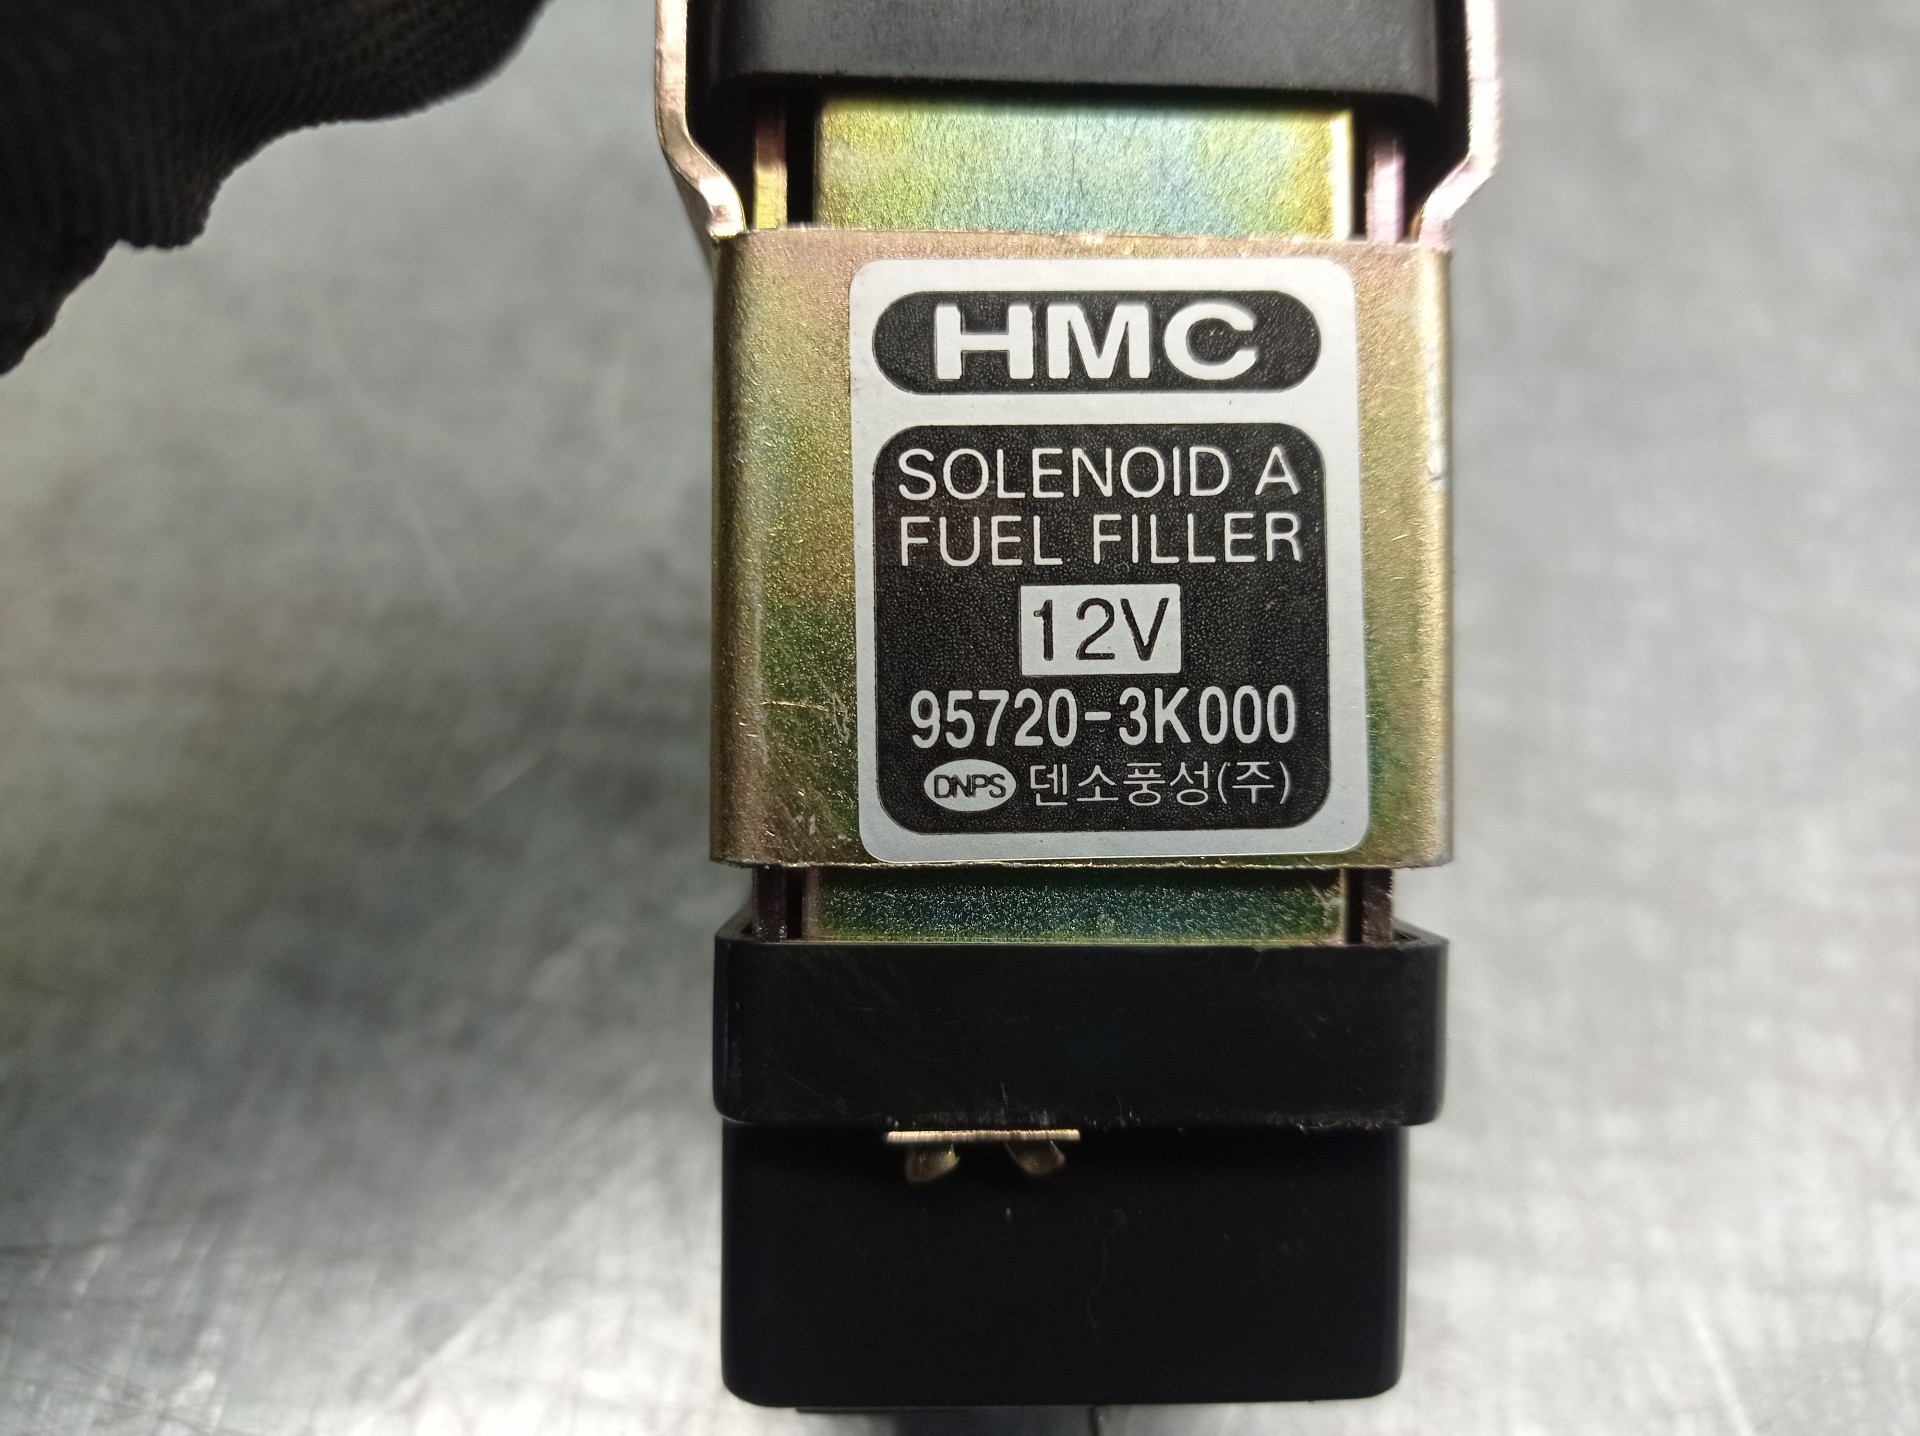 HMC
SOLENOID A
FUEL FILLER
12V
95720-3K000
DNPS 덴소풍성(주)